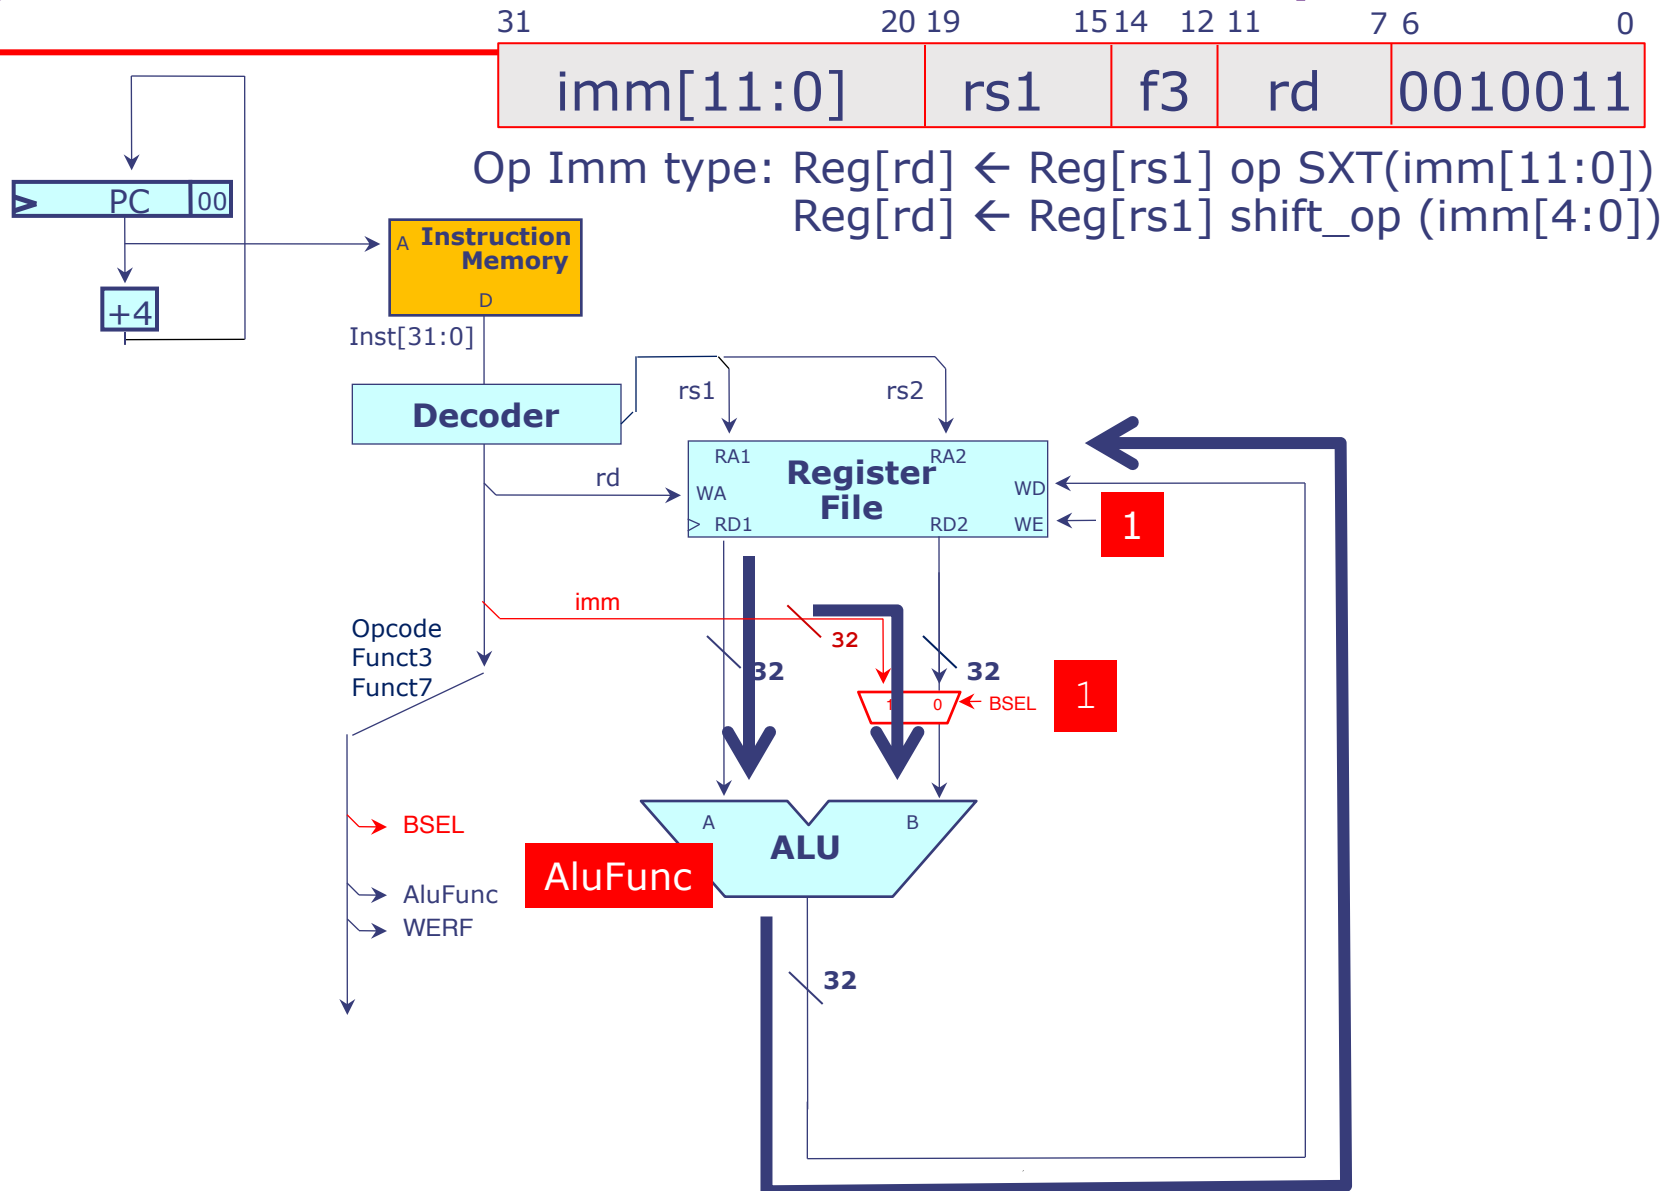 31 20 19 15 14 12 11 7 6 0
imm[11:0] rs1 f3 rd 0010011
Op Imm type: Reg[rd] ← Reg[rs1] op SXT(imm[11:0])
Reg[rd] ← Reg[rs1] shift_op (imm[4:0])
PC 00
+4
A Instruction
Memory
D
Inst[31:0]
Decoder
rs1 rs2
rd
RA1 RA2
Register
File
WA WD
> RD1 RD2 WE
1
imm
32
32
32
Opcode
Funct3
Funct7
1 0
BSEL
1
BSEL
AluFunc
WERF
A B
ALU
AluFunc
32